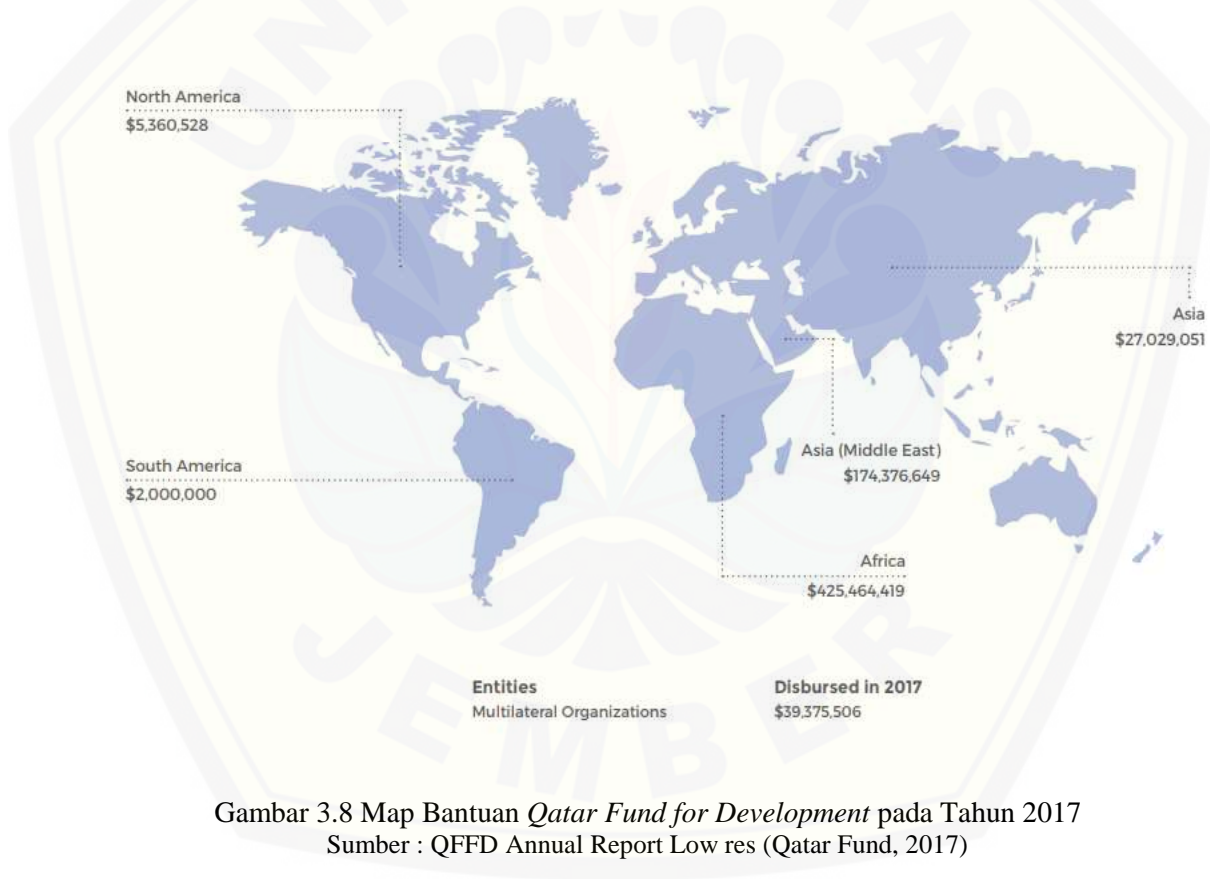 North America
$5,360,528
Asia
$27,029,051
Asia (Middle East)
$174,376,649
South America
$2,000,000
Africa
$425,464,419
Entities
Disbursed in 2017
Multilateral Organizations
$39,375,506
Gambar 3.8 Map Bantuan Qatar Fund for Development pada Tahun 2017
Sumber : QFFD Annual Report Low res (Qatar Fund, 2017)
JEMBER